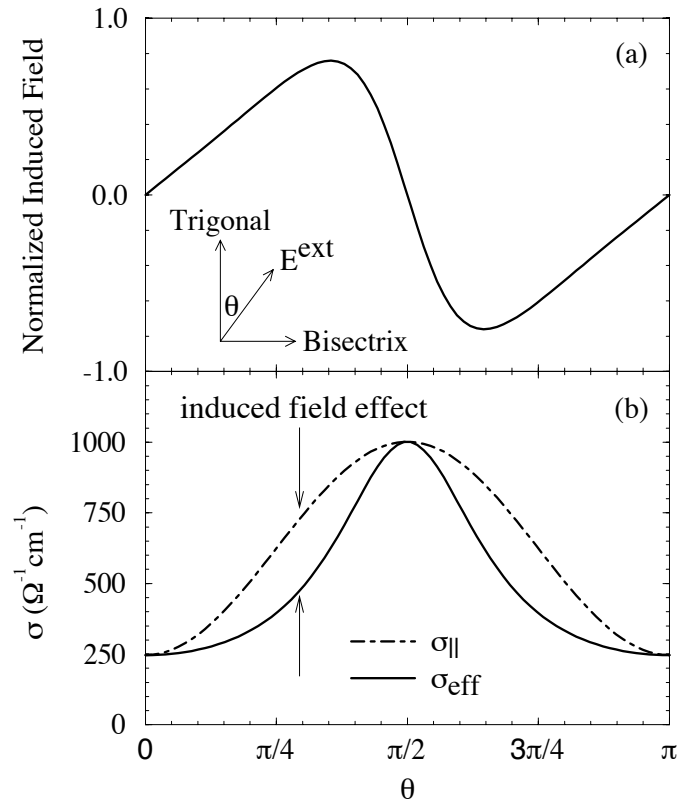 1.0
(a)
Normalized Induced Field
0.0
Trigonal
E^ext
θ
Bisectrix
-1.0
(b)
induced field effect
1000
750
σ (Ω⁻¹cm⁻¹)
500
σ||
250
σeff
0
0 π/4 π/2 3π/4 π
θ